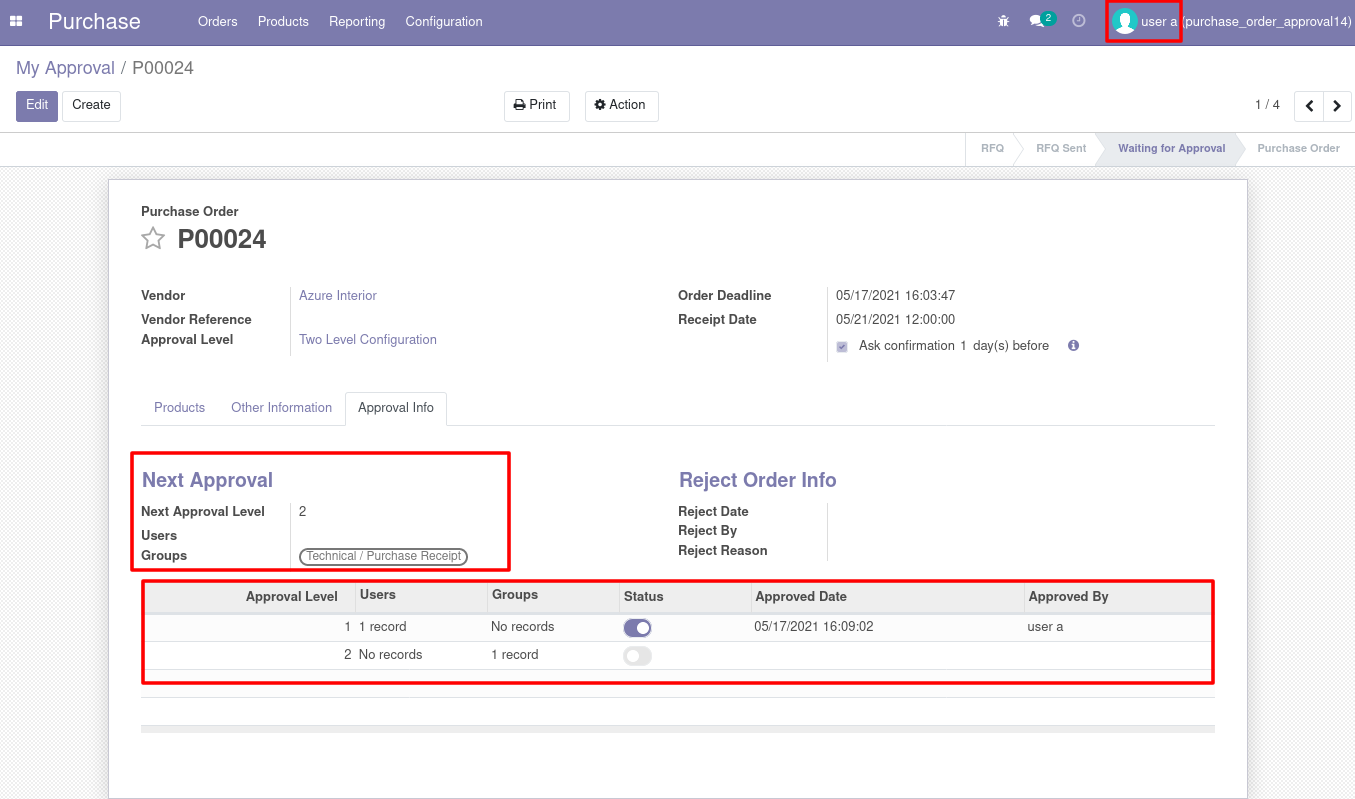 Purchase Orders Products Reporting Configuration 2 user a (purchase_order_approval14)
My Approval / P00024
Edit Create Print Action 1 / 4
RFQ RFQ Sent Waiting for Approval Purchase Order
Purchase Order
P00024
Vendor Azure Interior Order Deadline 05/17/2021 16:03:47
Vendor Reference Receipt Date 05/21/2021 12:00:00
Approval Level Two Level Configuration
Ask confirmation 1 day(s) before
Products Other Information Approval Info
Next Approval Reject Order Info
Next Approval Level 2 Reject Date
Users Reject By
Groups Technical / Purchase Receipt Reject Reason
Approval Level Users Groups Status Approved Date Approved By
1 1 record No records 05/17/2021 16:09:02 user a
2 No records 1 record